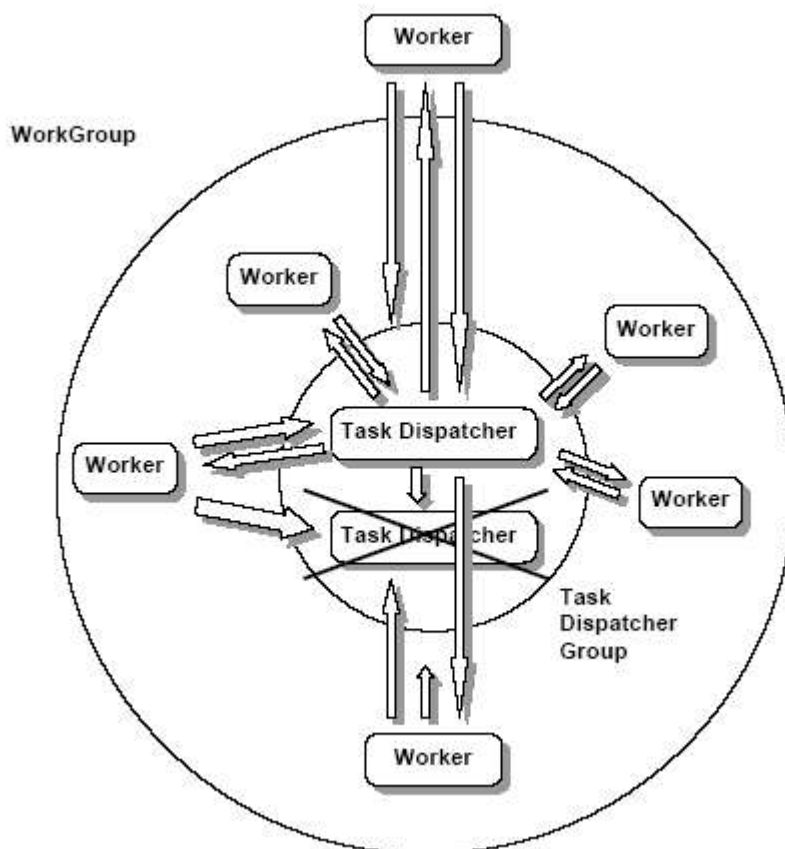 Worker
WorkGroup
Worker
Worker
Task Dispatcher
Worker
Worker
Task Dispatcher
Task
Dispatcher
Group
Worker